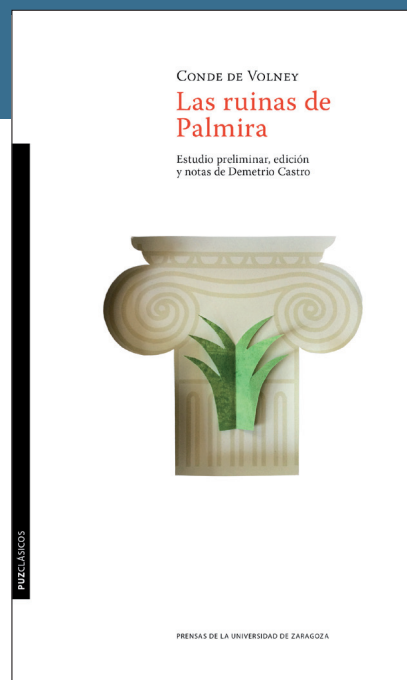 CONDE DE VOLNEY
Las ruinas de
Palmira
Estudio preliminar, edición
y notas de Demetrio Castro
PUZCLÁSICOS
PRENSAS DE LA UNIVERSIDAD DE ZARAGOZA